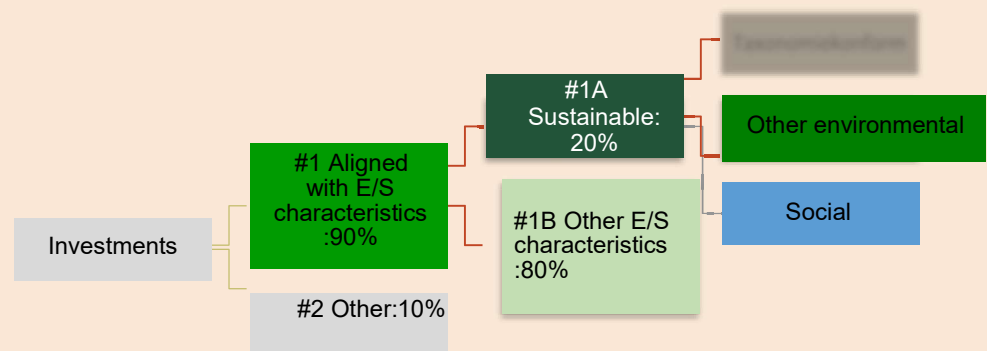 Taxonomiekonform
#1A
Sustainable:
20%
Other environmental
#1 Aligned
with E/S
characteristics
:90%
Social
#1B Other E/S
characteristics
:80%
Investments
#2 Other:10%